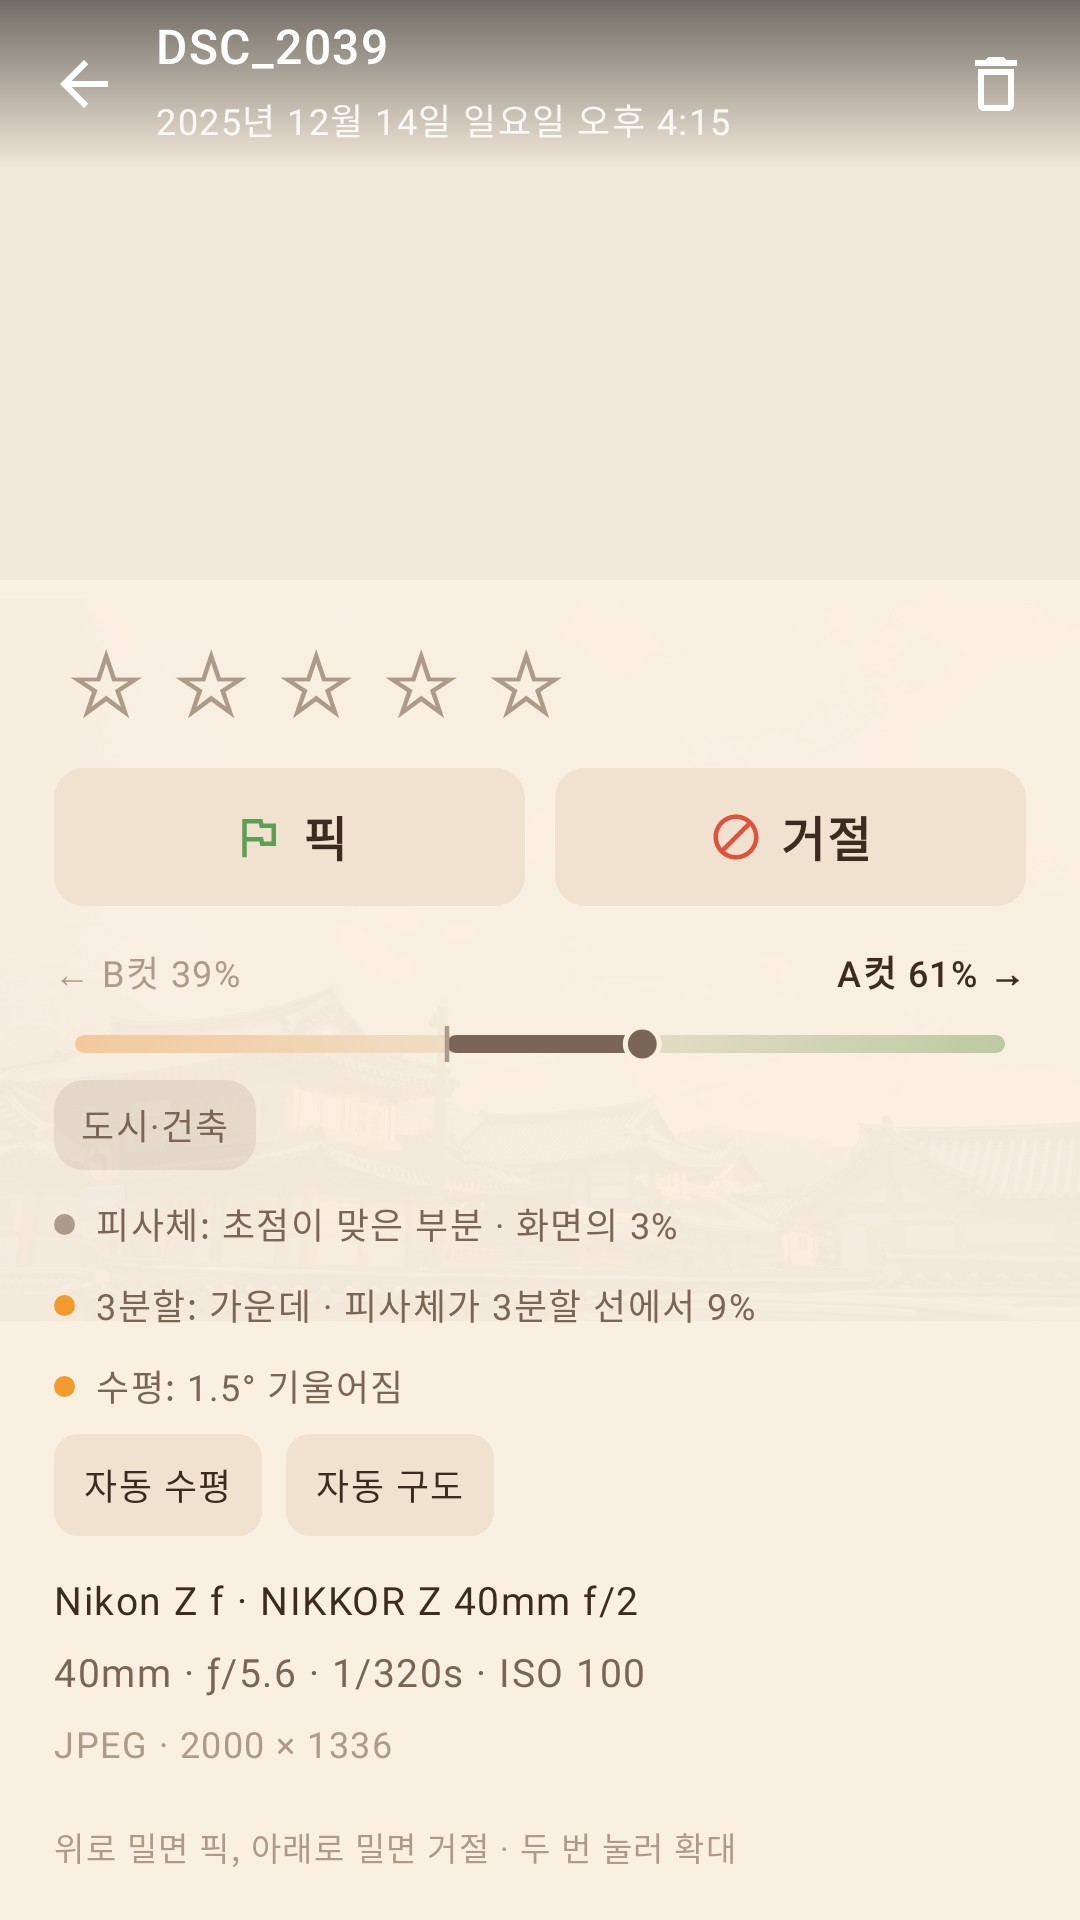 DSC_2039
2025년 12월 14일 일요일 오후 4:15
픽
거절
← B컷 39%
A컷 61% →
도시·건축
피사체: 초점이 맞은 부분 · 화면의 3%
3분할: 가운데 · 피사체가 3분할 선에서 9%
수평: 1.5° 기울어짐
자동 수평
자동 구도
Nikon Z f · NIKKOR Z 40mm f/2
40mm · ƒ/5.6 · 1/320s · ISO 100
JPEG · 2000 × 1336
위로 밀면 픽, 아래로 밀면 거절 · 두 번 눌러 확대